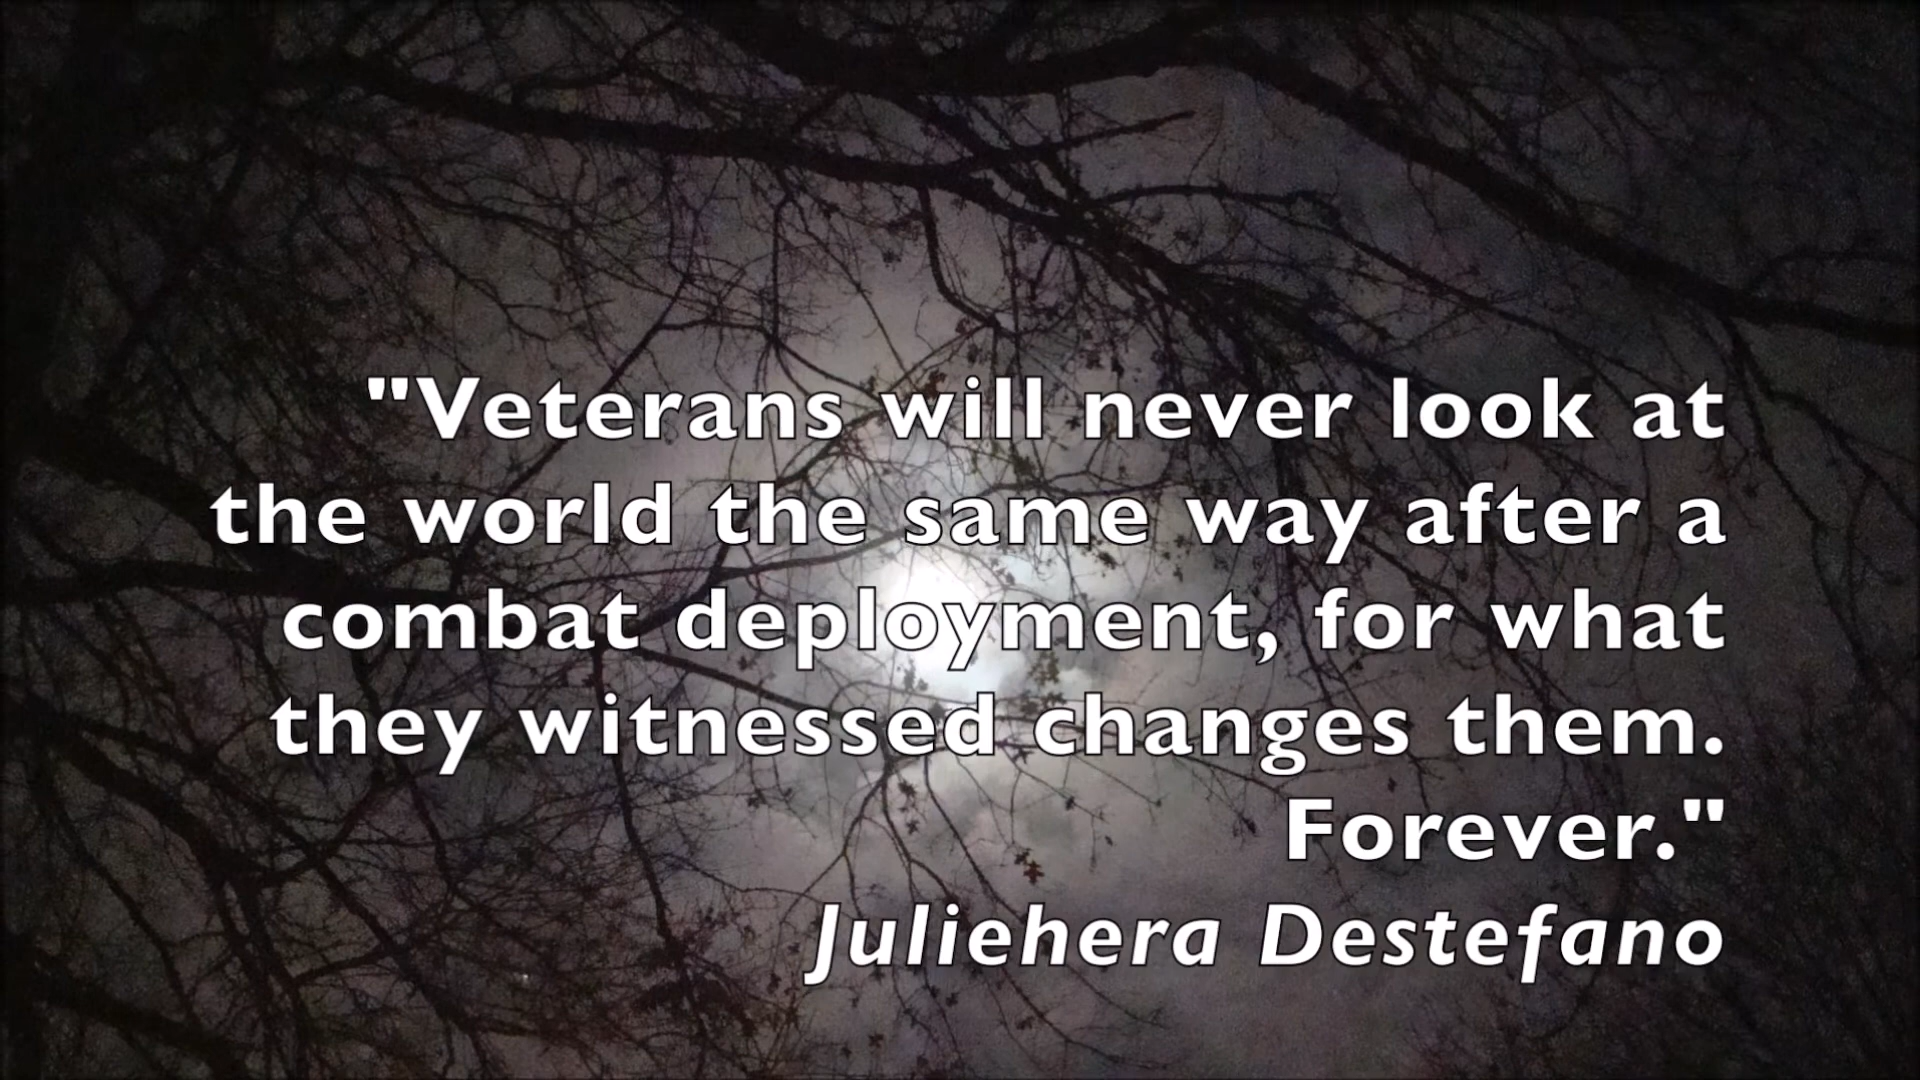 "Veterans will never look at
the world the same way after a
combat deployment, for what
they witnessed changes them.
Forever."
Juliehera Destefano